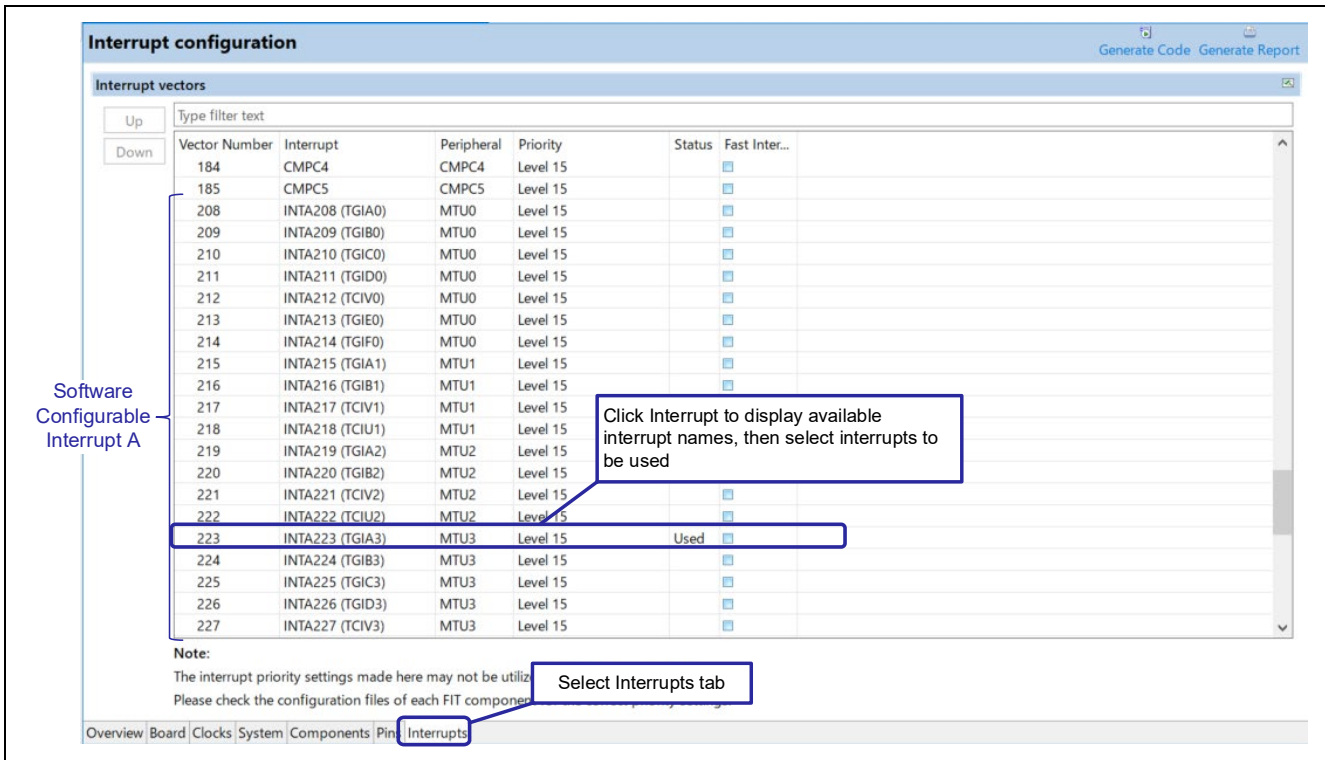 Interrupt configuration
Generate Code Generate Report
Interrupt vectors
Up
Type filter text
Down
Vector Number Interrupt Peripheral Priority Status Fast Inter...
184 CMPC4 CMPC4 Level 15
185 CMPC5 CMPC5 Level 15
208 INTA208 (TGIA0) MTU0 Level 15
209 INTA209 (TGIB0) MTU0 Level 15
210 INTA210 (TGIC0) MTU0 Level 15
211 INTA211 (TGID0) MTU0 Level 15
212 INTA212 (TCIV0) MTU0 Level 15
213 INTA213 (TGIE0) MTU0 Level 15
214 INTA214 (TGIF0) MTU0 Level 15
215 INTA215 (TGIA1) MTU1 Level 15
216 INTA216 (TGIB1) MTU1 Level 15
217 INTA217 (TCIV1) MTU1 Level 15
218 INTA218 (TCIU1) MTU1 Level 15
219 INTA219 (TGIA2) MTU2 Level 15
220 INTA220 (TGIB2) MTU2 Level 15
221 INTA221 (TCIV2) MTU2 Level 15
222 INTA222 (TCIU2) MTU2 Level 15
223 INTA223 (TGIA3) MTU3 Level 15 Used
224 INTA224 (TGIB3) MTU3 Level 15
225 INTA225 (TGIC3) MTU3 Level 15
226 INTA226 (TGID3) MTU3 Level 15
227 INTA227 (TCIV3) MTU3 Level 15
Software
Configurable
Interrupt A
Click Interrupt to display available
interrupt names, then select interrupts to
be used
Note:
The interrupt priority settings made here may not be
Please check the configuration files of each FIT
Select Interrupts tab
Overview Board Clocks System Components Pins Interrupts